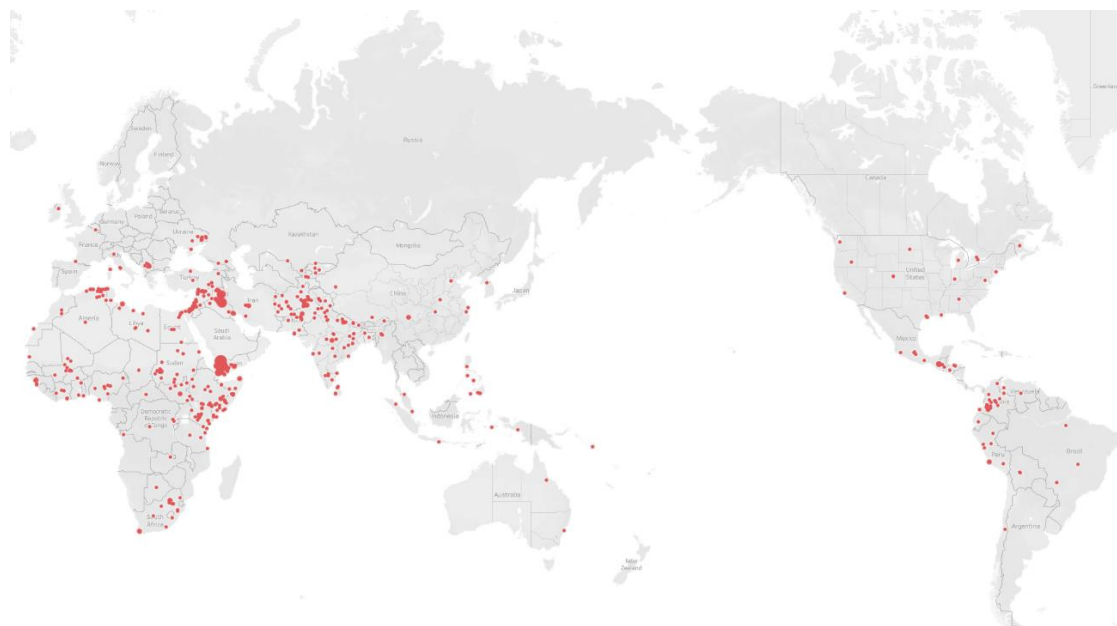 Greenland
Sweden
Finland
Norway
Russia
Canada
Poland
Belarus
Germany
Ukraine
France
Kazakhstan
Mongolia
Spain
Turkey
United
States
China
Japan
Iran
Algeria
Libya
Egypt
Saudi
Arabia
Mexico
Sudan
Venezuela
Democratic
Republic
of Congo
Indonesia
Brazil
Peru
Australia
South
Africa
Argentina
New
Zealand